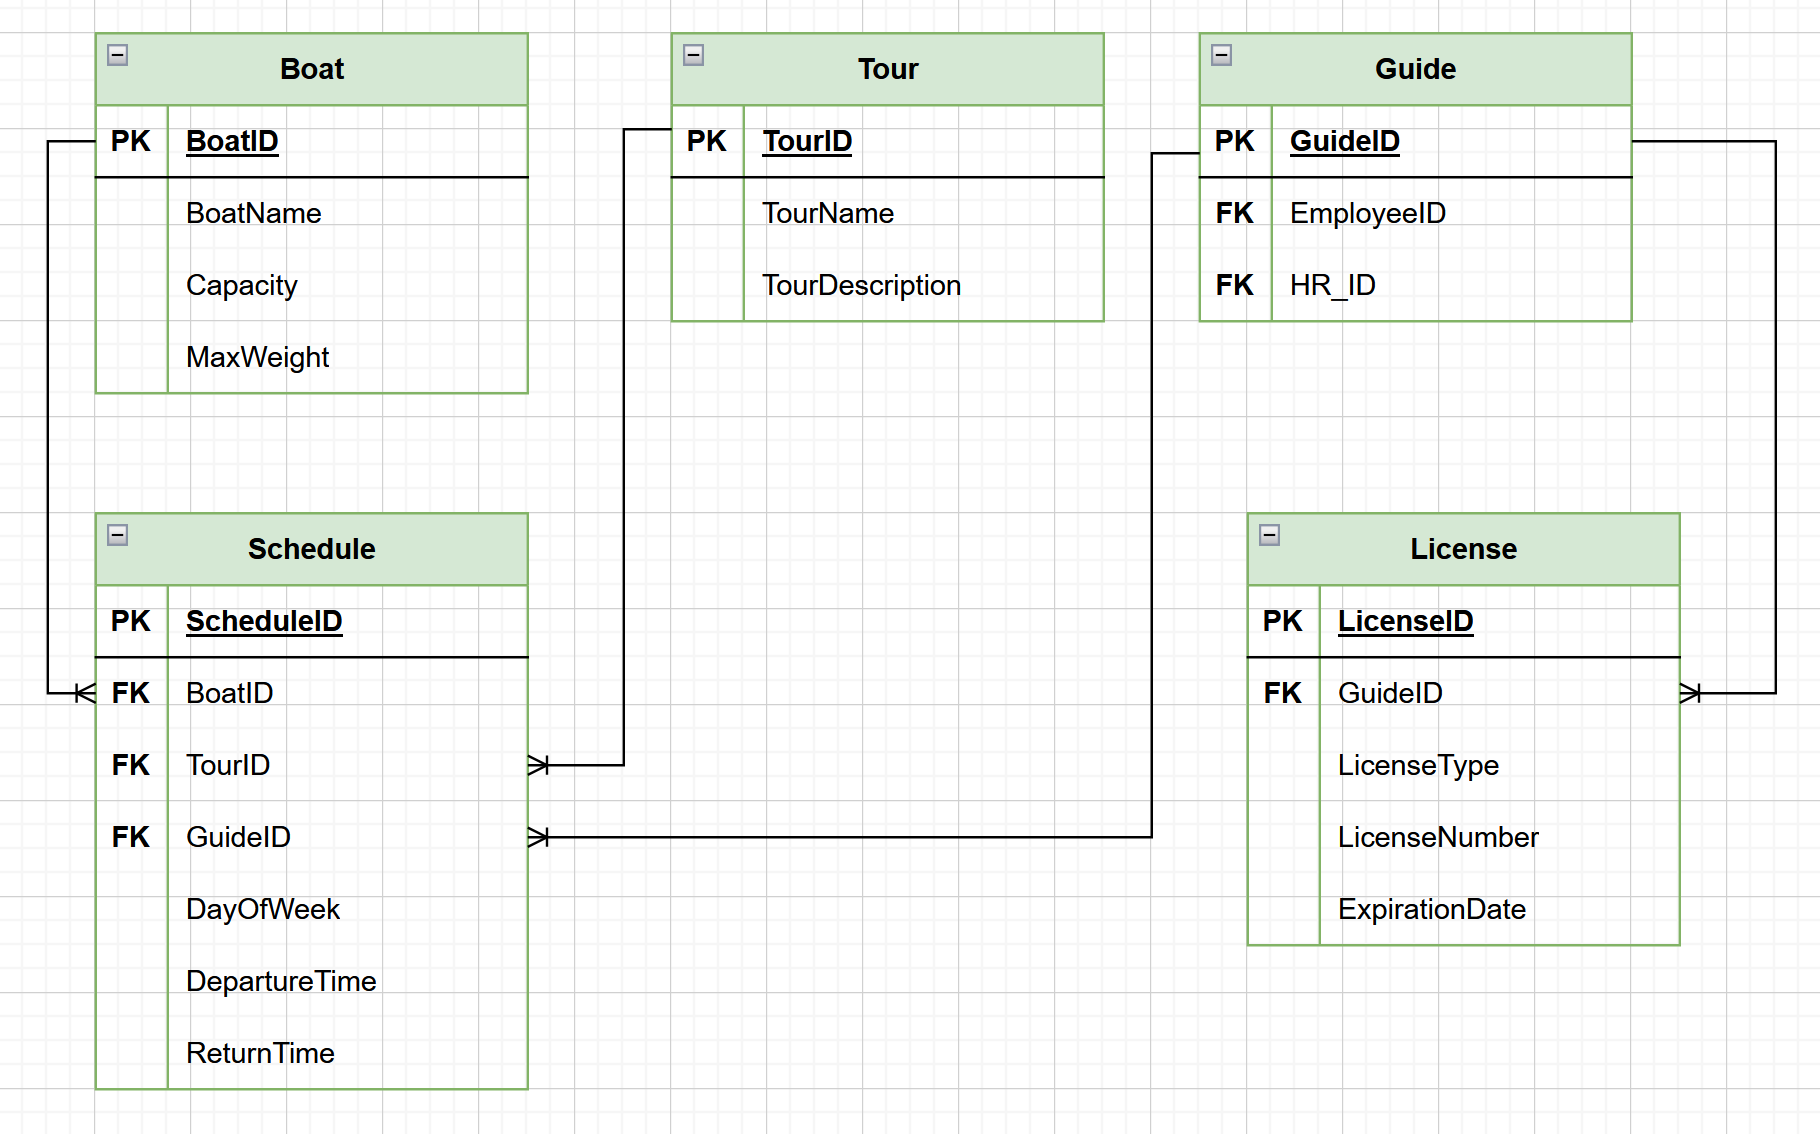 Boat
PK BoatID
BoatName
Capacity
MaxWeight
Tour
PK TourID
TourName
TourDescription
Guide
PK GuideID
FK EmployeeID
FK HR_ID
Schedule
PK ScheduleID
FK BoatID
FK TourID
FK GuideID
DayOfWeek
DepartureTime
ReturnTime
License
PK LicenseID
FK GuideID
LicenseType
LicenseNumber
ExpirationDate